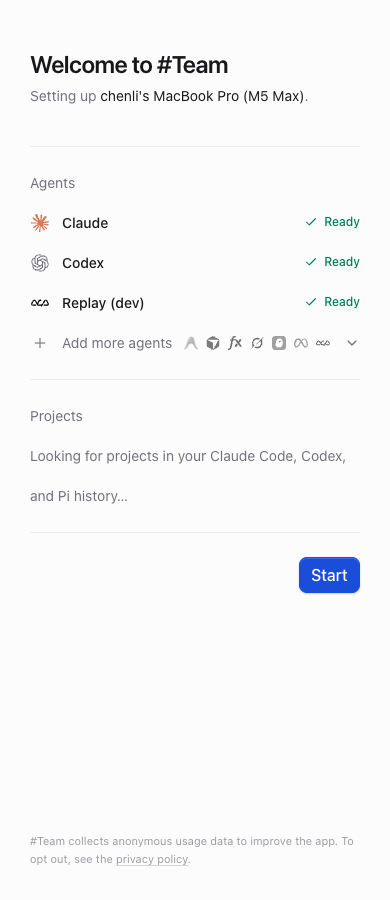 Welcome to #Team
Setting up chenli's MacBook Pro (M5 Max).
Agents
Claude
Ready
Codex
Ready
Replay (dev)
Ready
Add more agents
Projects
Looking for projects in your Claude Code, Codex,
and Pi history...
Start
#Team collects anonymous usage data to improve the app. To
opt out, see the privacy policy.